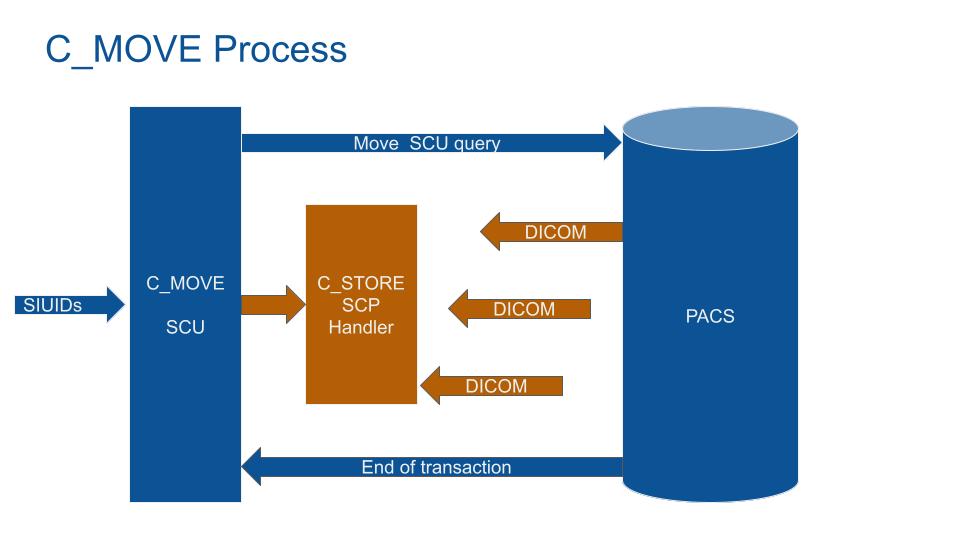 C_MOVE Process
Move  SCU query
DICOM
SIUIDs
C_MOVE
SCU
C_STORE
SCP
Handler
DICOM
PACS
DICOM
End of transaction